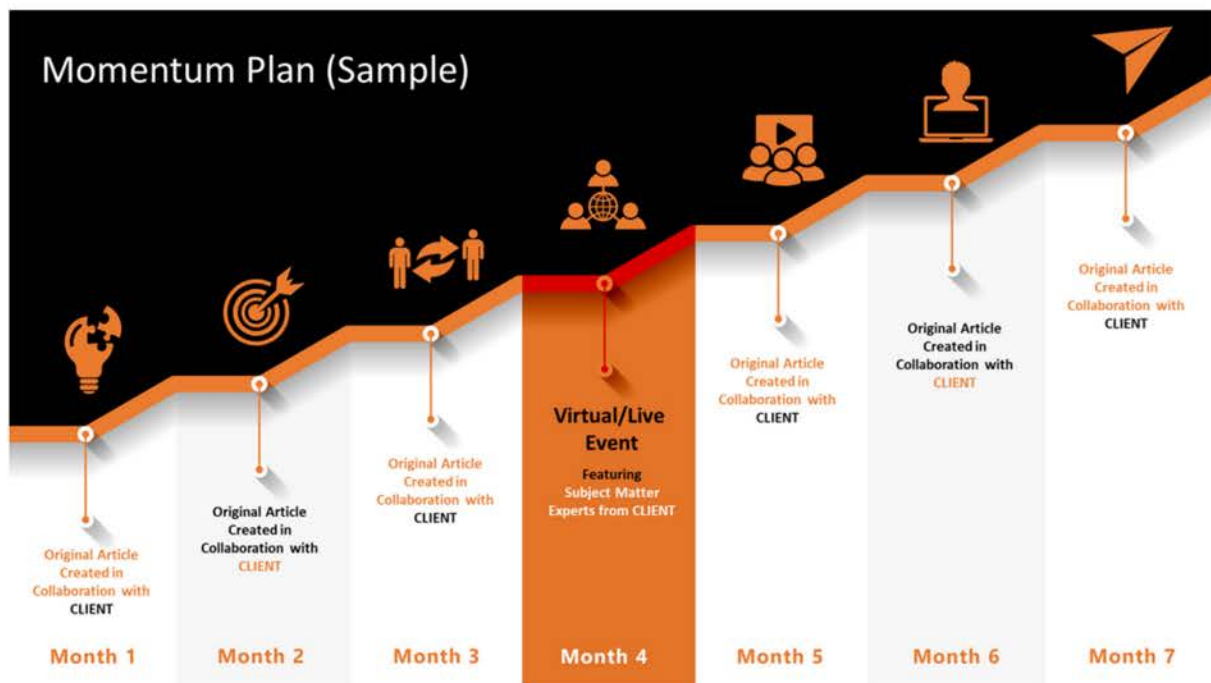 Momentum Plan (Sample)
Original Article
Created in
Collaboration with
CLIENT
Original Article
Created in
Collaboration with
CLIENT
Original Article
Created in
Collaboration with
CLIENT
Virtual/Live
Event
Featuring
Subject Matter
Experts from CLIENT
Original Article
Created in
Collaboration with
CLIENT
Original Article
Created in
Collaboration with
CLIENT
Original Article
Created in
Collaboration with
CLIENT
Month 1
Month 2
Month 3
Month 4
Month 5
Month 6
Month 7